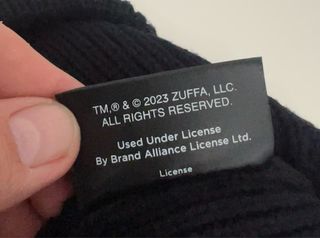 TM,® & © 2023 ZUFFA, LLC.
ALL RIGHTS RESERVED.
Used Under License
By Brand Alliance License Ltd.
License